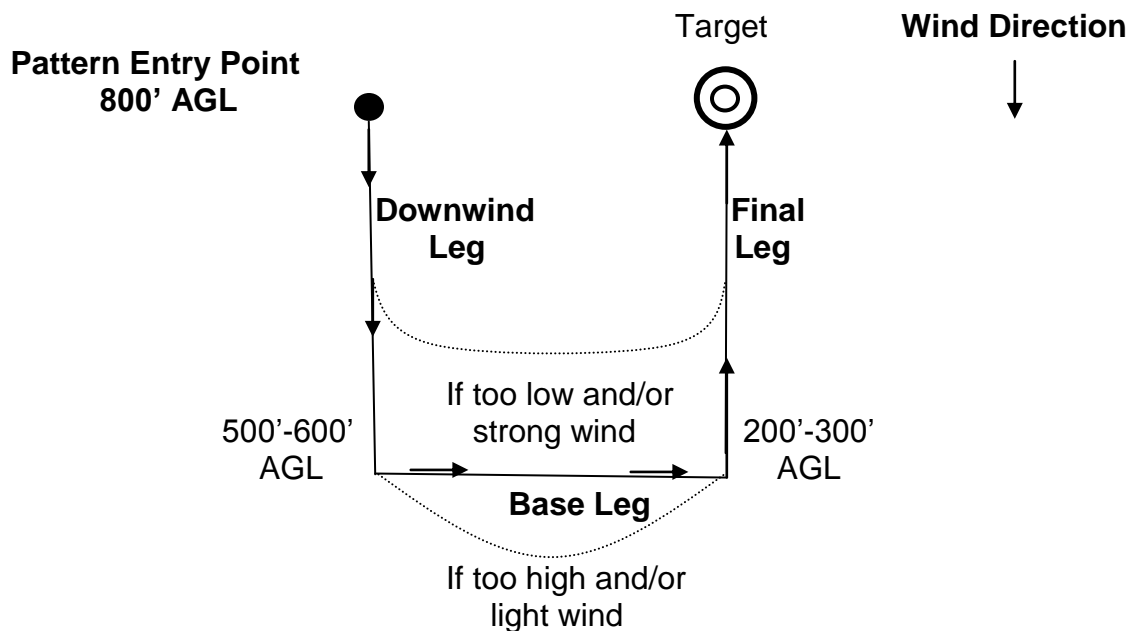 Target
Wind Direction
Pattern Entry Point
800’ AGL
Downwind
Leg
Final
Leg
If too low and/or
strong wind
500’-600’
AGL
200’-300’
AGL
Base Leg
If too high and/or
light wind